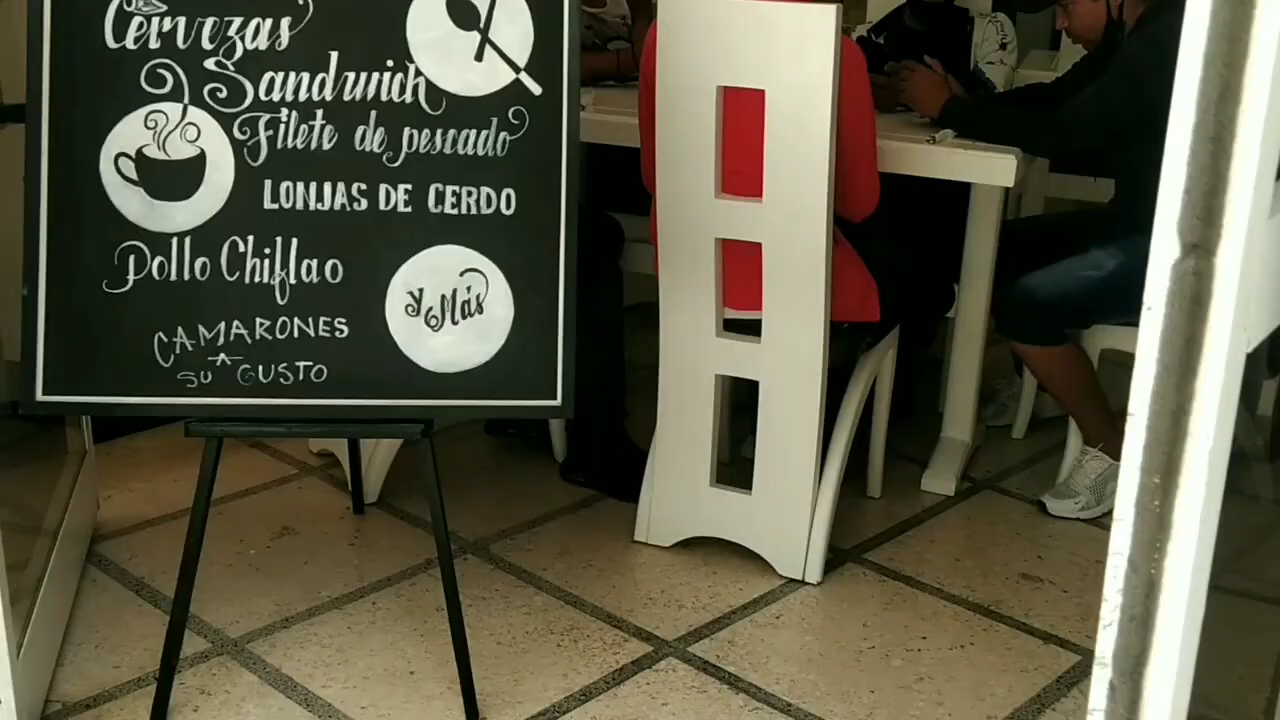 Cervezas
Sandwich
Filete de pescado
LONJAS DE CERDO
Pollo Chiflao
y Más
CAMARONES
A
SU GUSTO